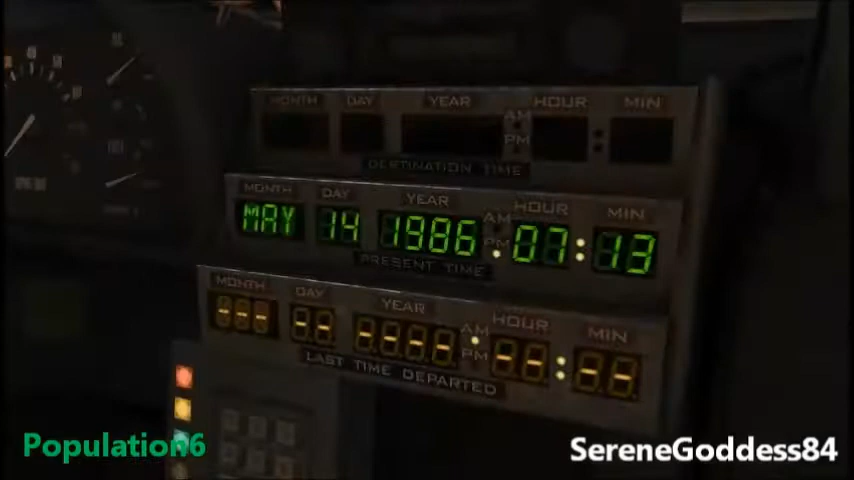 MONTH DAY YEAR AM PM HOUR MIN
DESTINATION TIME
MONTH DAY YEAR AM PM HOUR MIN
MAY 14 1986 07:13
PRESENT TIME
MONTH DAY YEAR AM PM HOUR MIN
--- -- ---- --:--
LAST TIME DEPARTED
Population6
SereneGoddess84